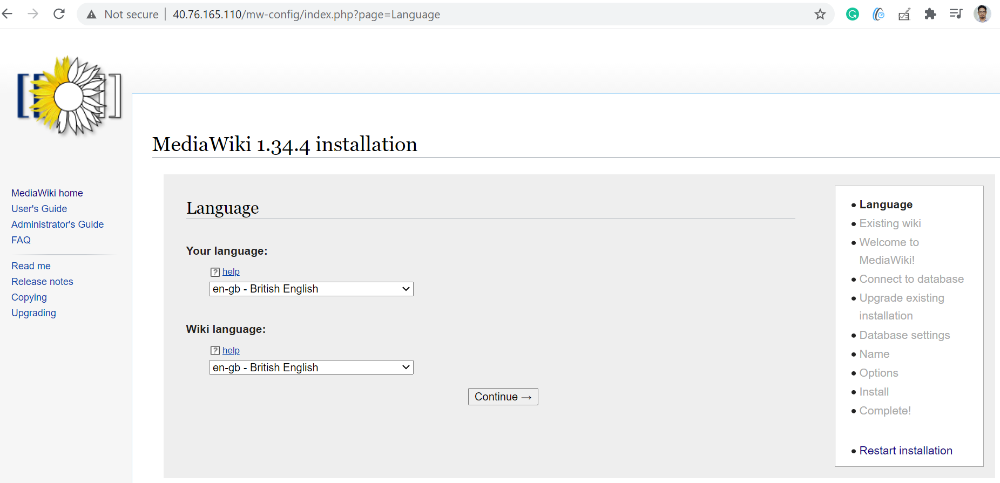 Not secure | 40.76.165.110/mw-config/index.php?page=Language
MediaWiki 1.34.4 installation
MediaWiki home
User's Guide
Administrator's Guide
FAQ
Read me
Release notes
Copying
Upgrading
Language
Your language:
? help
en-gb - British English
Wiki language:
? help
en-gb - British English
Continue →
• Language
• Existing wiki
• Welcome to
MediaWiki!
• Connect to database
• Upgrade existing
installation
• Database settings
• Name
• Options
• Install
• Complete!
• Restart installation